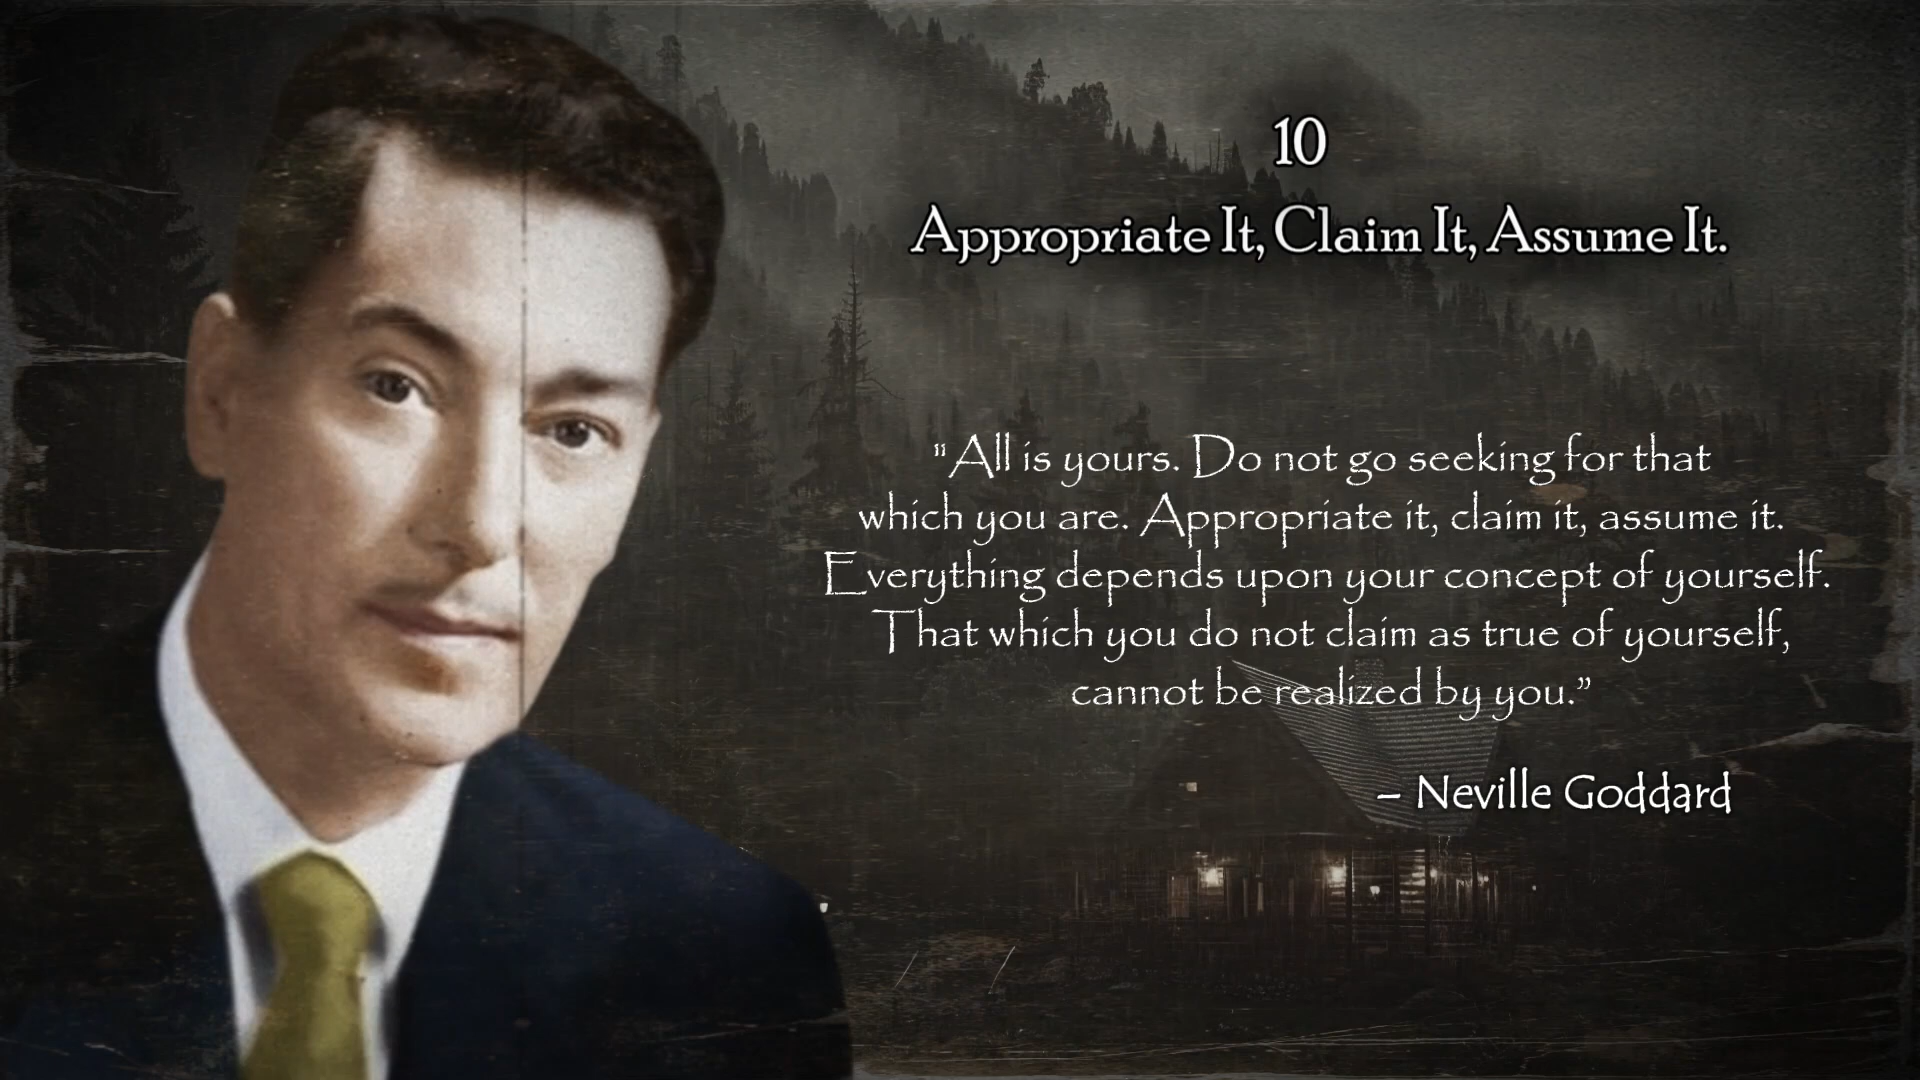 10
Appropriate It, Claim It, Assume It.
"All is yours. Do not go seeking for that
which you are. Appropriate it, claim it, assume it.
Everything depends upon your concept of yourself.
That which you do not claim as true of yourself,
cannot be realized by you.”
– Neville Goddard